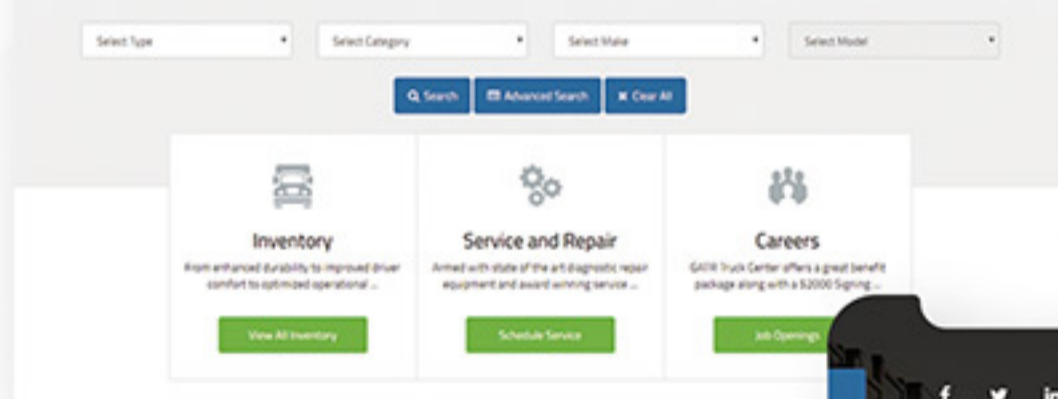 Select Type
Select Category
Select Make
Select Model
Search
Advanced Search
Clear All
Inventory
From enhanced durability to improved driver
comfort to optimized operational ...
View All Inventory
Service and Repair
Armed with state of the art diagnostic repair
equipment and award winning service ...
Schedule Service
Careers
GATR Truck Center offers a great benefit
package along with a $2000 Signing ...
Job Openings
f
in